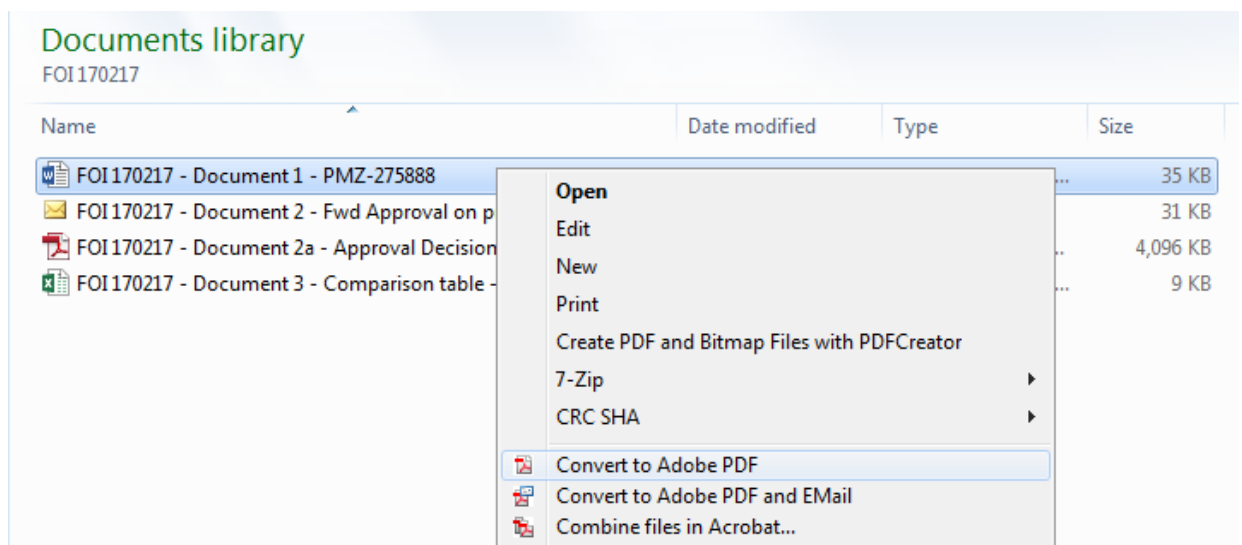 Documents library
FOI 170217
Name Date modified Type Size
FOI 170217 - Document 1 - PMZ-275888 ... 35 KB
FOI 170217 - Document 2 - Fwd Approval on p 31 KB
FOI 170217 - Document 2a - Approval Decision .. 4,096 KB
FOI 170217 - Document 3 - Comparison table - ... 9 KB
Open
Edit
New
Print
Create PDF and Bitmap Files with PDFCreator
7-Zip
CRC SHA
Convert to Adobe PDF
Convert to Adobe PDF and EMail
Combine files in Acrobat...